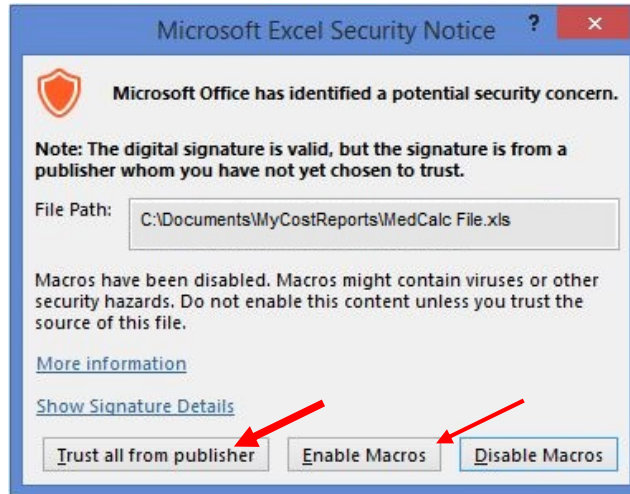 Microsoft Excel Security Notice ? ×
Microsoft Office has identified a potential security concern.
Note: The digital signature is valid, but the signature is from a
publisher whom you have not yet chosen to trust.
File Path: C:\Documents\MyCostReports\MedCalc File.xls
Macros have been disabled. Macros might contain viruses or other
security hazards. Do not enable this content unless you trust the
source of this file.
More information
Show Signature Details
Trust all from publisher Enable Macros Disable Macros